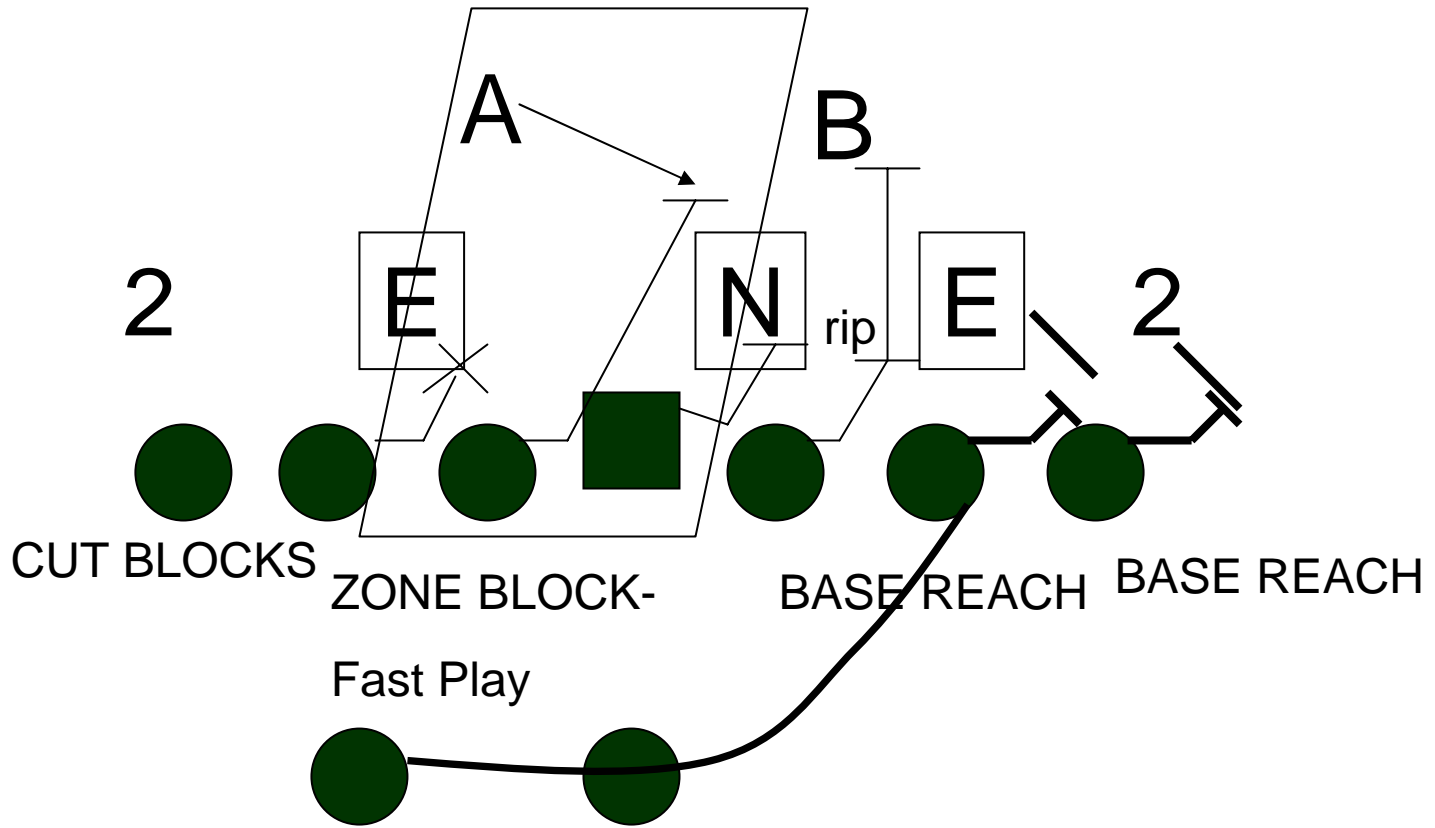 A
B
2
E
N
rip
E
2
CUT BLOCKS
ZONE BLOCK-
Fast Play
BASE REACH
BASE REACH